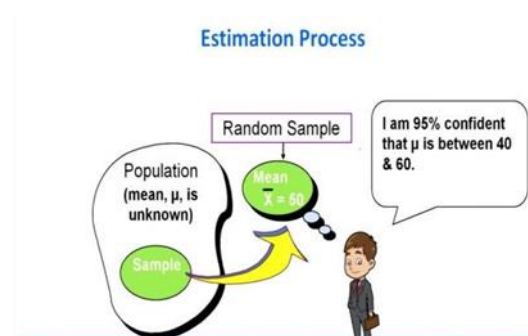 Estimation Process
Random Sample
I am 95% confident
that μ is between 40
& 60.
Population
(mean, μ, is
unknown)
Mean
X̄ = 50
Sample